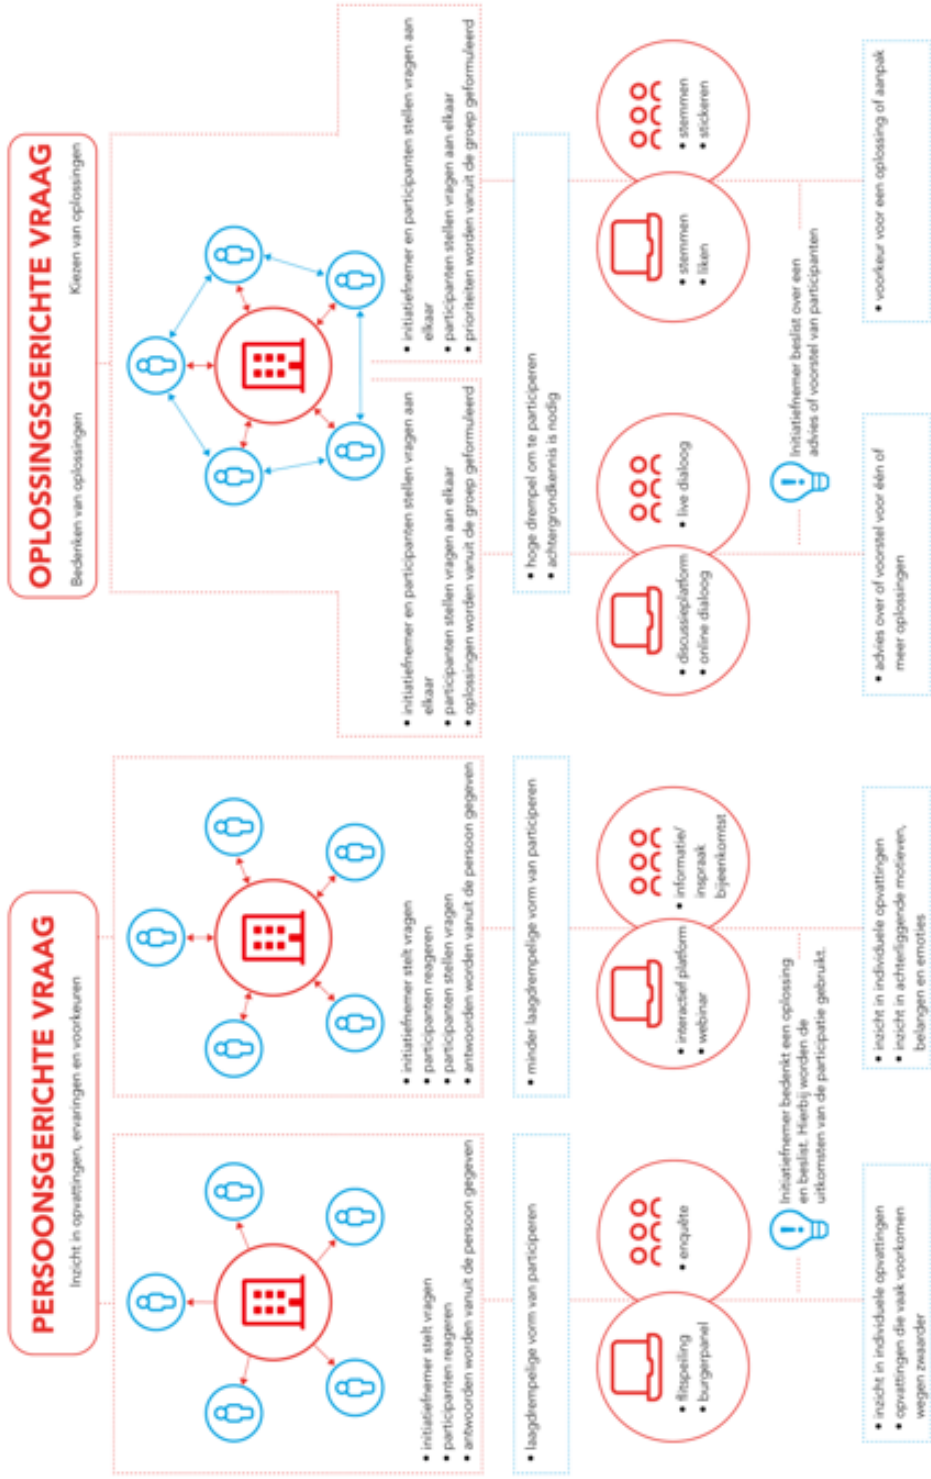 PERSOONSGERICHTE VRAAG
Inzicht in opvattingen, ervaringen en voorkeuren
• initiatiefnemer stelt vragen
• participanten reageren
• antwoorden worden vanuit de persoon gegeven
• laagdrempelige vorm van participeren
• flitspeiling
• burgerpanel
• enquête
• inzicht in individuele opvattingen
• opvattingen die vaak voorkomen
wegen zwaarder
• initiatiefnemer stelt vragen
• participanten reageren
• participanten stellen vragen
• antwoorden worden vanuit de persoon gegeven
• minder laagdrempelige vorm van participeren
• interactief platform
• webinar
• informatie/
inspraak
bijeenkomtst
Initiatiefnemer bedenkt een oplossing
en beslist. Hierbij worden de
uitkomsten van de participatie gebruikt.
• inzicht in individuele opvattingen
• inzicht in achterliggende motieven,
belangen en emoties
OPLOSSINGSGERICHTE VRAAG
Bedenken van oplossingen
Kiezen van oplossingen
• initiatiefnemer en participanten stellen vragen aan
elkaar
• participanten stellen vragen aan elkaar
• oplossingen worden vanuit de groep geformuleerd
• initiatiefnemer en participanten stellen vragen aan
elkaar
• participanten stellen vragen aan elkaar
• prioriteiten worden vanuit de groep geformuleerd
• hoge drempel om te participeren
• achtergrondkennis is nodig
• discussieplatform
• online dialoog
• live dialoog
• stemmen
• liken
• stemmen
• stickeren
Initiatiefnemer beslist over een
advies of voorstel van participanten
• advies over of voorstel voor één of
meer oplossingen
• voorkeur voor een oplossing of aanpak